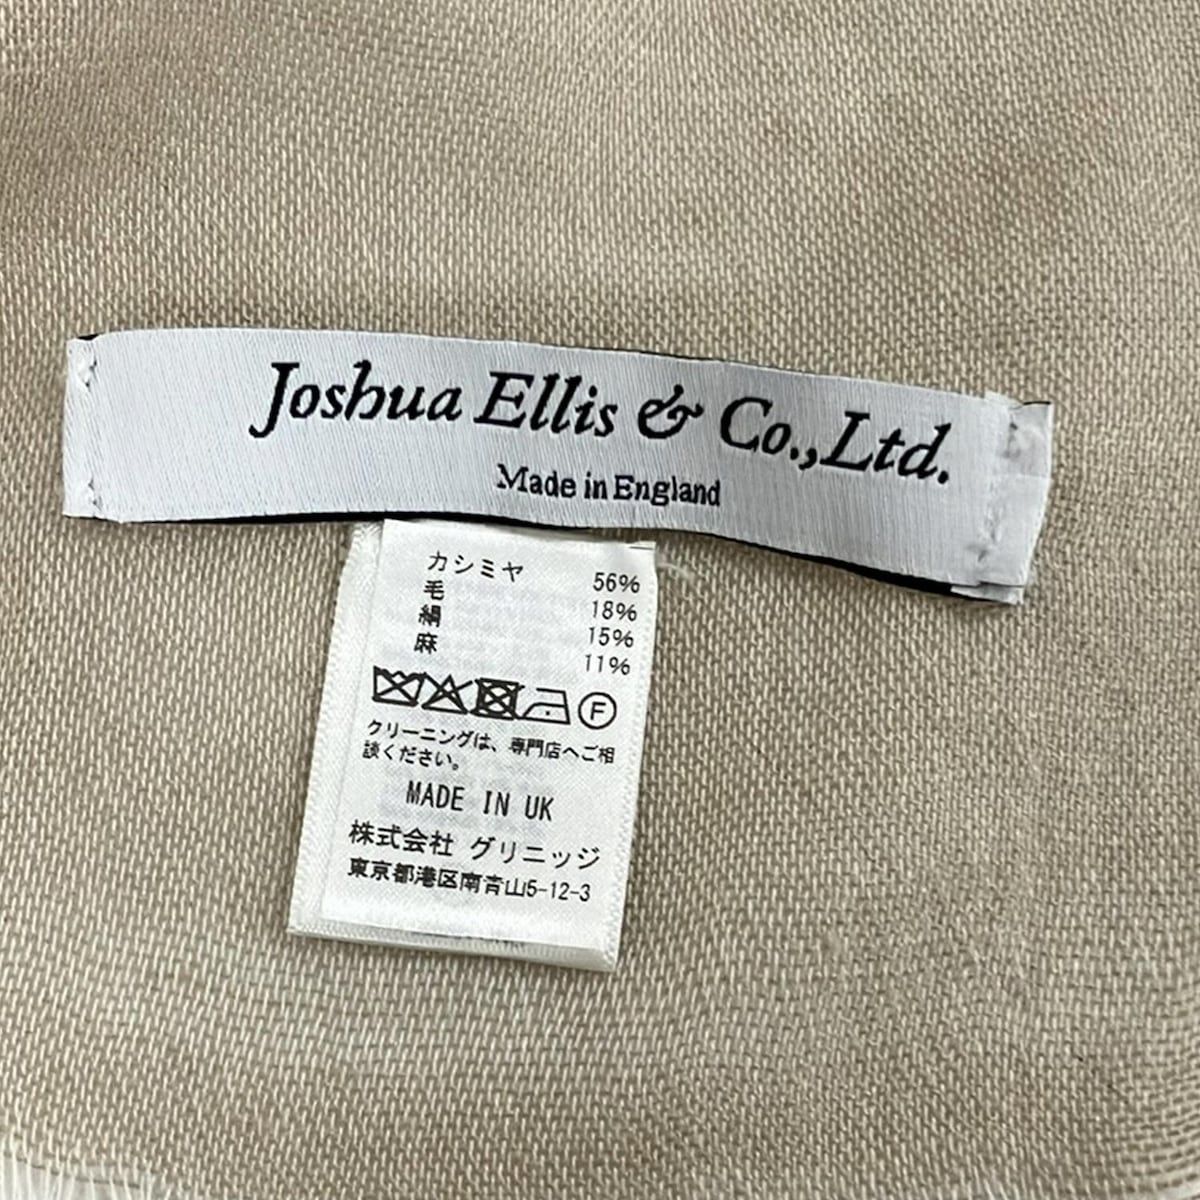 Joshua Ellis & Co.,Ltd.
Made in England
カシミヤ 56%
毛 18%
絹 15%
麻 11%
F
クリーニングは、専門店へご相
談ください。
MADE IN UK
株式会社 グリニッジ
東京都港区南青山5-12-3